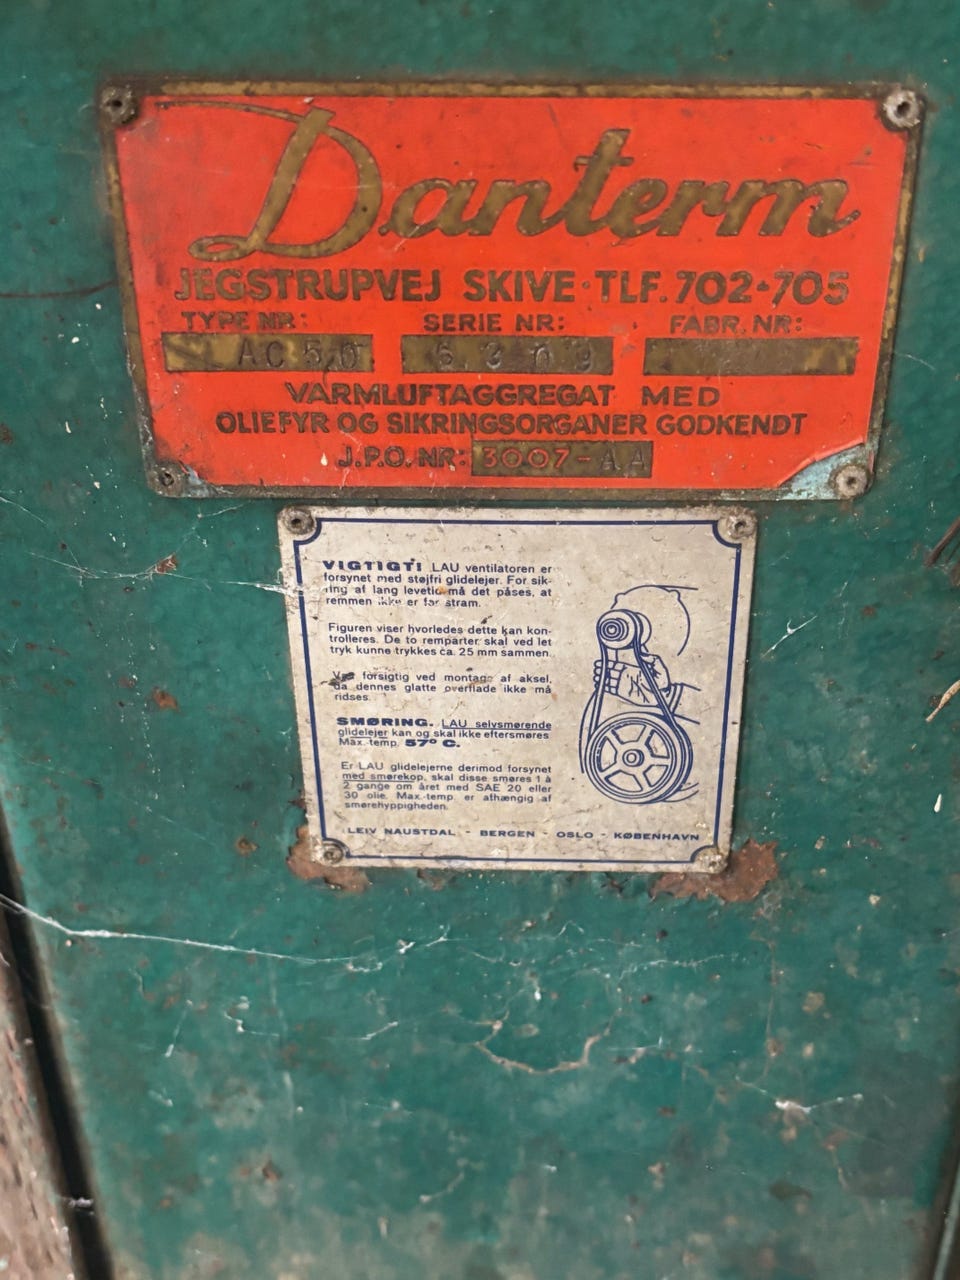 Danterm
JEGSTRUPVEJ SKIVE·TLF. 702-705
TYPE NR: SERIE NR: FABR. NR:
AC 50 6309
VARMLUFTAGGREGAT MED
OLIEFYR OG SIKRINGSORGANER GODKENDT
J.P.O. NR: 3007-AA
VIGTIGT! LAU ventilatoren er
forsynet med støjfri glidelejer. For sik-
ring af lang levetid må det påses, at
remmen ikke er for stram.
Figuren viser hvorledes dette kan kon-
trolleres. De to remparter skal ved let
tryk kunne trykkes ca. 25 mm sammen.
Vær forsigtig ved montage af aksel,
da dennes glatte overflade ikke må
ridses.
SMØRING. LAU selvsmørende
glidelejer kan og skal ikke eftersmøres
Max. temp. 57° C.
Er LAU glidelejerne derimod forsynet
med smørekop, skal disse smøres 1 à
2 gange om året med SAE 20 eller
30 olie. Max. temp. er afhængig af
smørehyppigheden.
LEIV NAUSTDAL - BERGEN - OSLO - KØBENHAVN